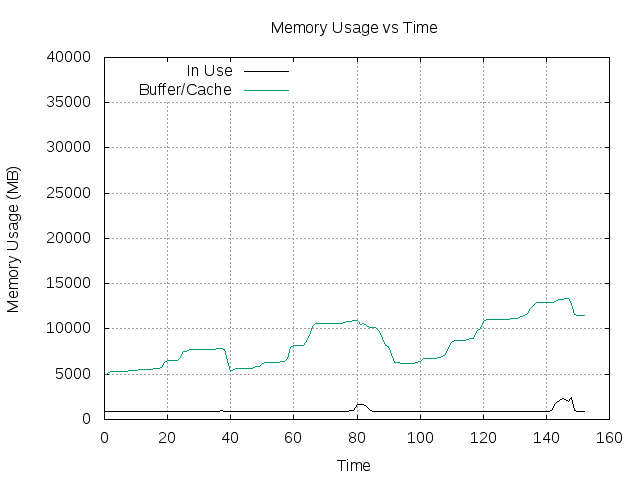 Memory Usage vs Time
40000
35000
30000
25000
20000
15000
10000
5000
0
In Use
Buffer/Cache
Memory Usage (MB)
0 20 40 60 80 100 120 140 160
Time